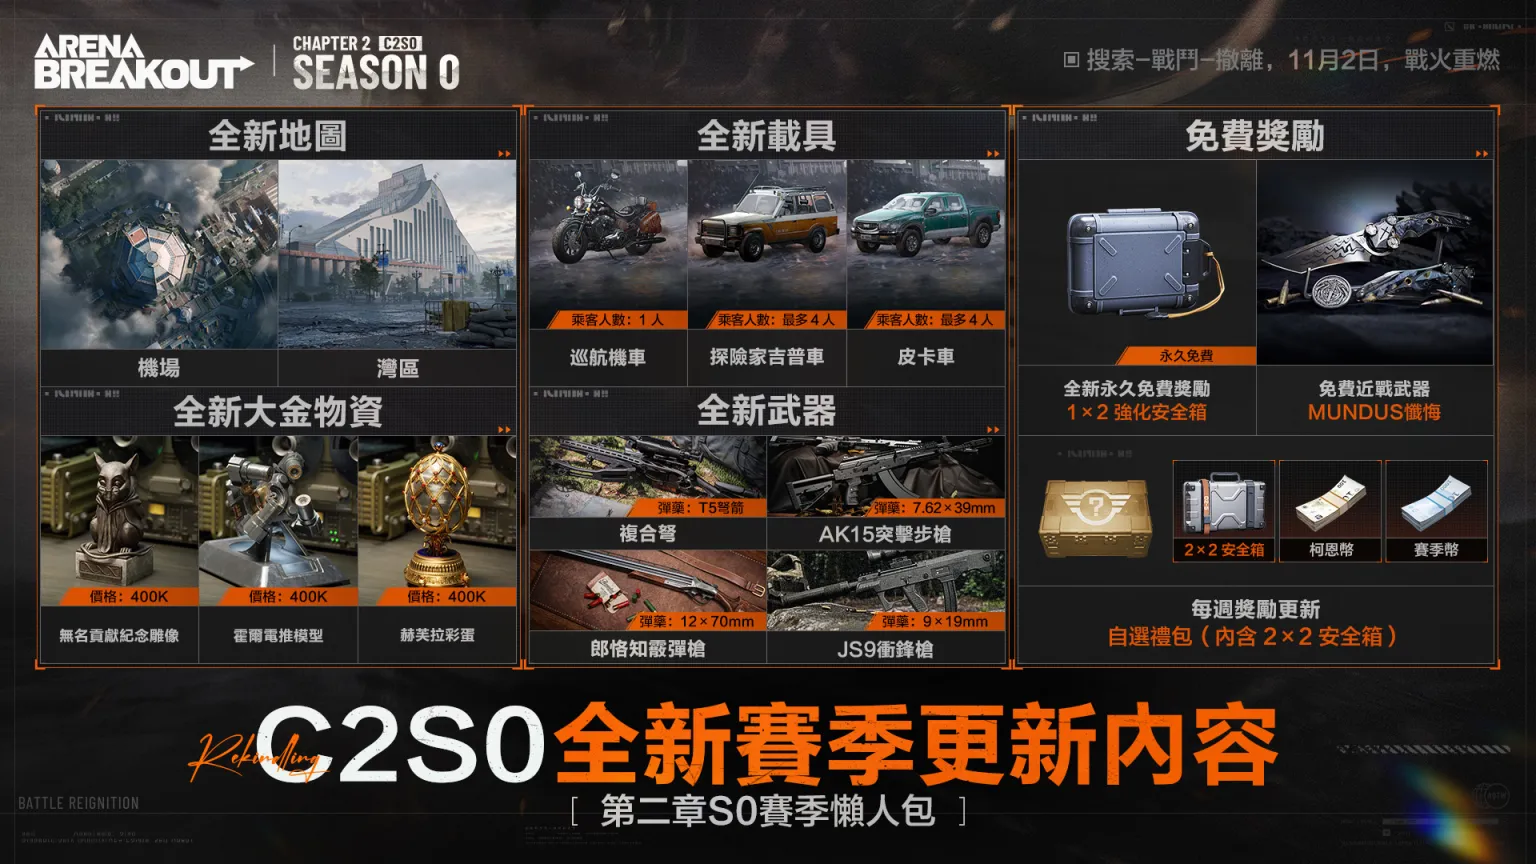 ARENA
BREAKOUT
CHAPTER 2 C2S0
SEASON 0
搜索-戰鬥-撤離，11月2日，戰火重燃
全新地圖
機場
灣區
全新大金物資
價格：400K
價格：400K
價格：400K
無名貢獻紀念雕像
霍爾電推模型
赫芙拉彩蛋
全新載具
乘客人數：1 人
乘客人數：最多 4 人
乘客人數：最多 4 人
巡航機車
探險家吉普車
皮卡車
全新武器
彈藥：T5弩箭
彈藥：7.62×39mm
複合弩
AK15突擊步槍
彈藥：12×70mm
彈藥：9×19mm
郎恪知霰彈槍
JS9衝鋒槍
免費獎勵
永久免費
全新永久免費獎勵
1×2 強化安全箱
免費近戰武器
MUNDUS懺悔
?
2×2 安全箱
柯恩幣
賽季幣
每週獎勵更新
自選禮包（內含 2×2 安全箱）
Rekindling
C2S0全新賽季更新內容
[ 第二章S0賽季懶人包 ]
BATTLE REIGNITION